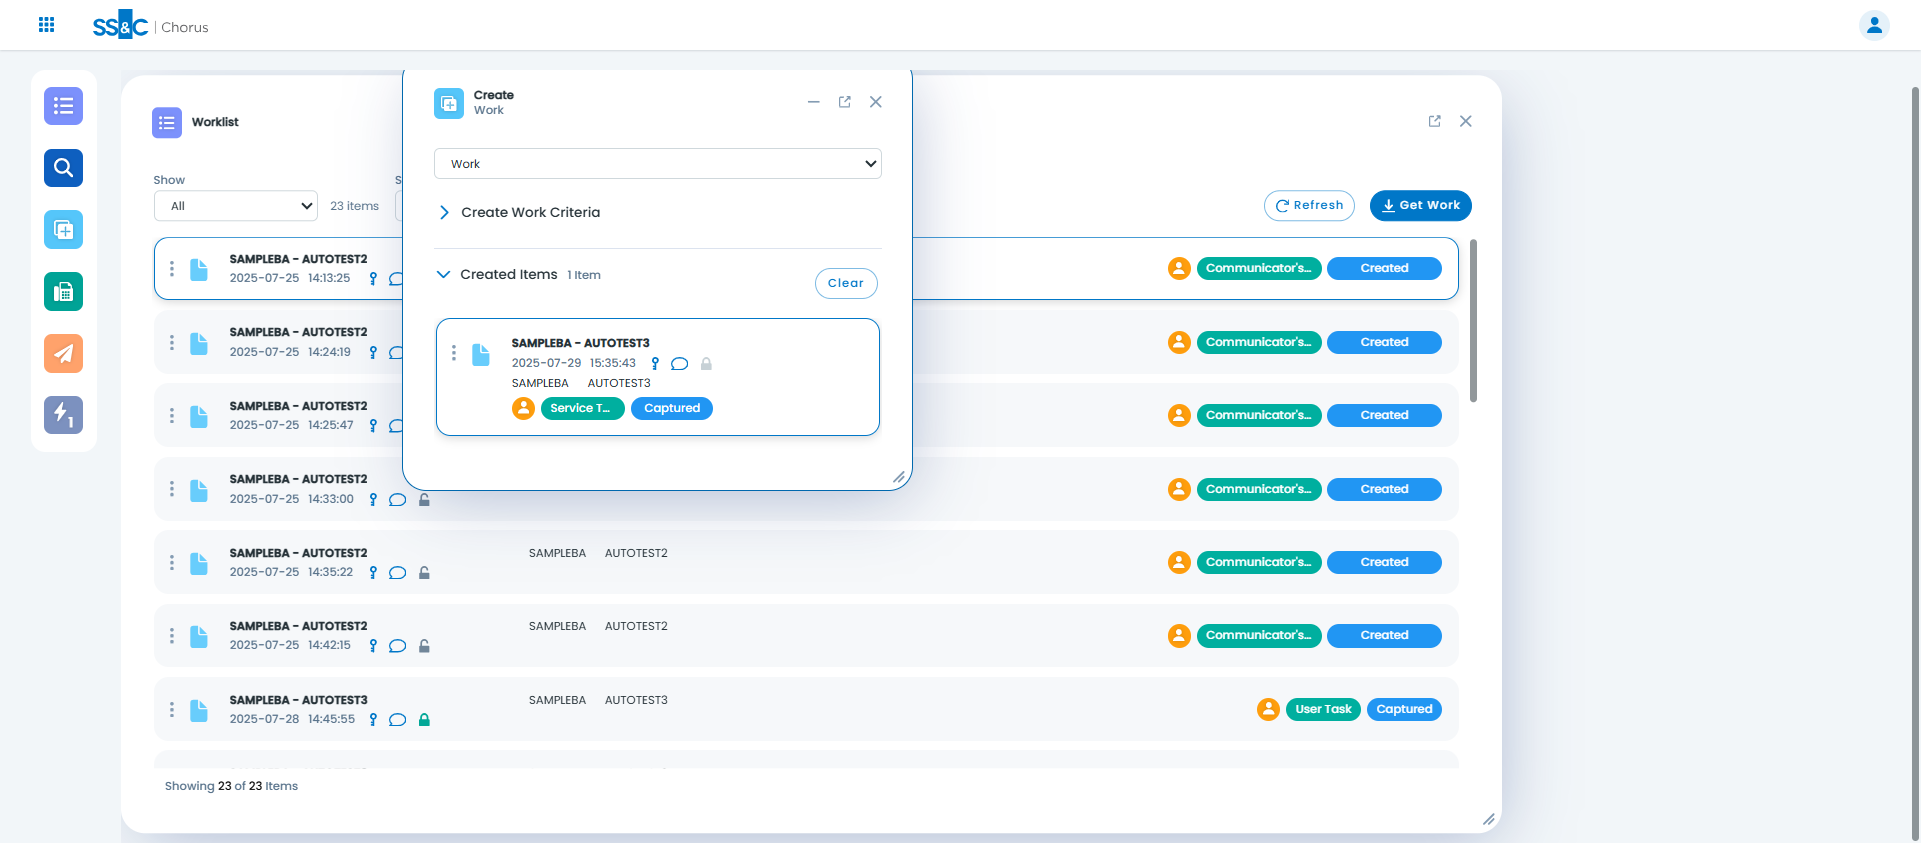 SS&C | Chorus
Create
Work
Worklist
Work
Show
S
All
23 items
Refresh
Get Work
Create Work Criteria
Created Items 1 Item
Clear
SAMPLEBA - AUTOTEST3
2025-07-29 15:35:43
SAMPLEBA AUTOTEST3
Service T...
Captured
SAMPLEBA - AUTOTEST2
2025-07-25 14:13:25
Communicator's...
Created
SAMPLEBA - AUTOTEST2
2025-07-25 14:24:19
Communicator's...
Created
SAMPLEBA - AUTOTEST2
2025-07-25 14:25:47
Communicator's...
Created
SAMPLEBA - AUTOTEST2
2025-07-25 14:33:00
Communicator's...
Created
SAMPLEBA - AUTOTEST2
2025-07-25 14:35:22
SAMPLEBA AUTOTEST2
Communicator's...
Created
SAMPLEBA - AUTOTEST2
2025-07-25 14:42:15
SAMPLEBA AUTOTEST2
Communicator's...
Created
SAMPLEBA - AUTOTEST3
2025-07-28 14:45:55
SAMPLEBA AUTOTEST3
User Task
Captured
1
Showing 23 of 23 Items